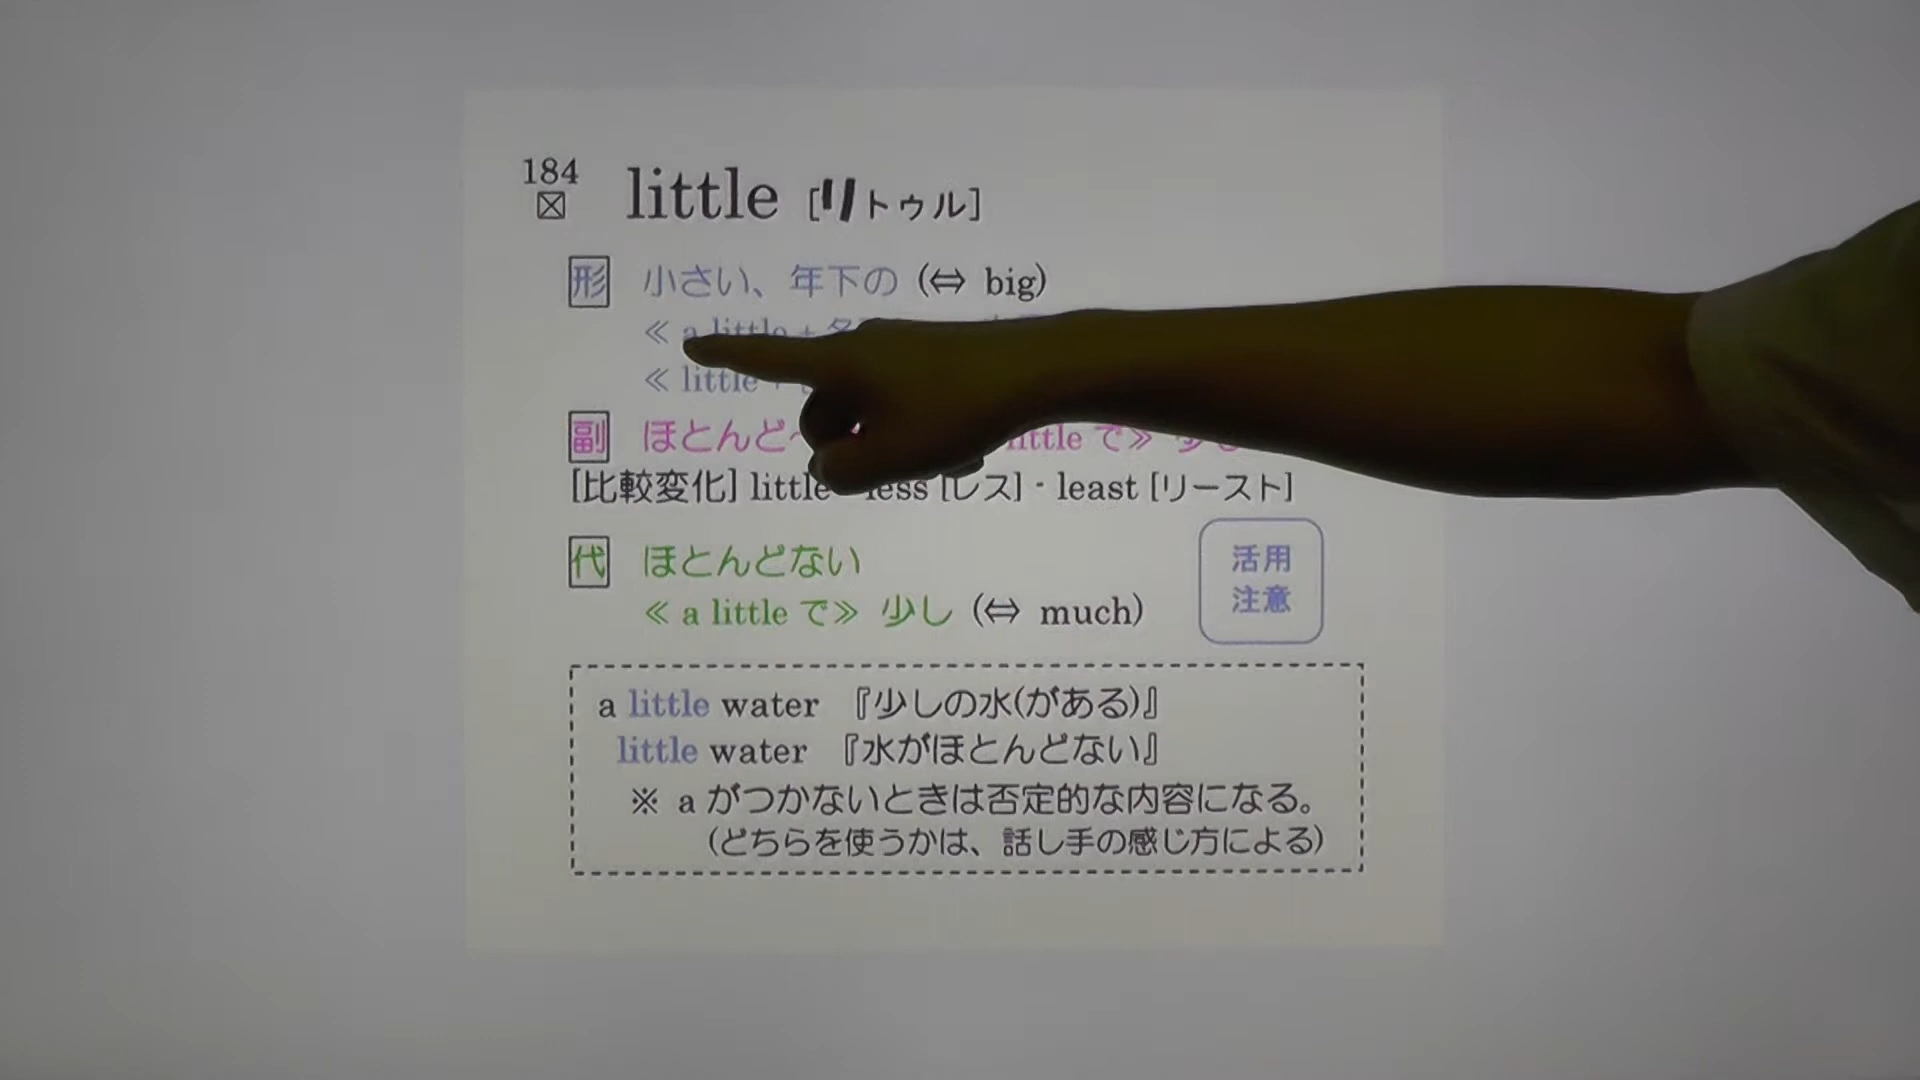 184
little [リトゥル]
形 小さい、年下の (⇔ big)
≪ a little +
≪ little +
副 ほとんど~ little で≫ 少し
[比較変化] little less [レス] · least [リースト]
代 ほとんどない
≪ a little で≫ 少し (⇔ much)
活用
注意
a little water 『少しの水(がある)』
little water 『水がほとんどない』
※ a がつかないときは否定的な内容になる。
(どちらを使うかは、話し手の感じ方による)